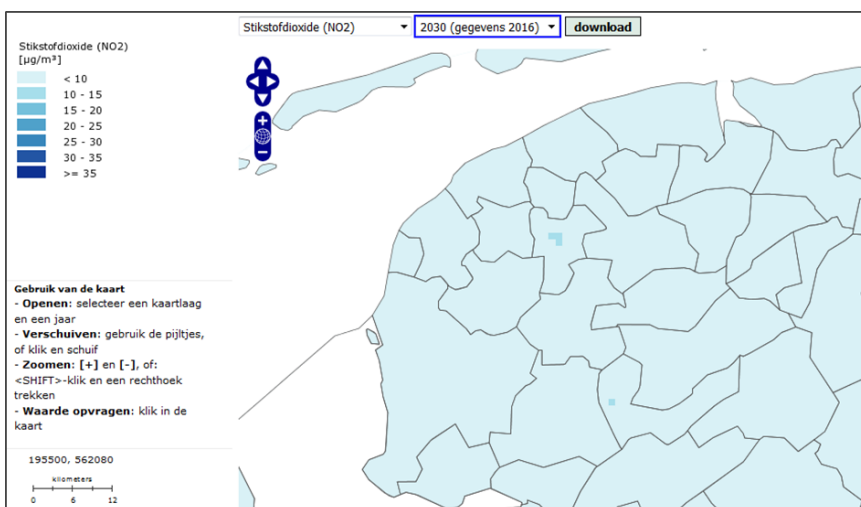 Stikstofdioxide (NO2)
2030 (gegevens 2016)
download
Stikstofdioxide (NO2)
[µg/m³]
< 10
10 - 15
15 - 20
20 - 25
25 - 30
30 - 35
>= 35
Gebruik van de kaart
- Openen: selecteer een kaartlaag
en een jaar
- Verschuiven: gebruik de pijltjes,
of klik en schuif
- Zoomen: [+] en [-], of:
<SHIFT>-klik en een rechthoek
trekken
- Waarde opvragen: klik in de
kaart
195500, 562080
kilometers
0 6 12